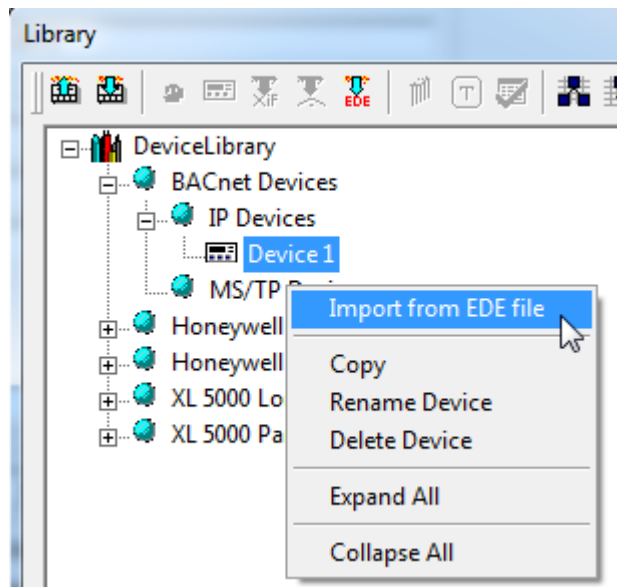 Library
XiF
EDE
T
DeviceLibrary
BACnet Devices
IP Devices
Device 1
MS/TP
Import from EDE file
Honeywell
Copy
Honeywell
Rename Device
XL 5000 Lo
Delete Device
XL 5000 Pa
Expand All
Collapse All